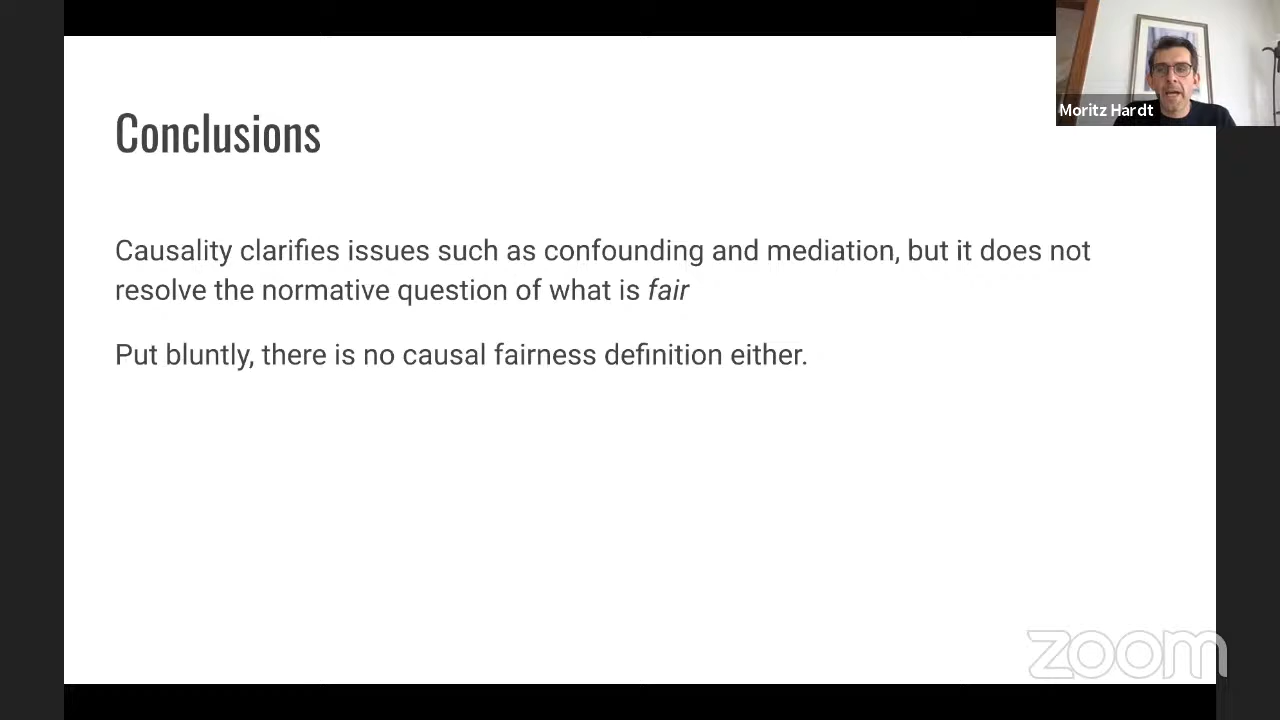 Moritz Hardt
Conclusions
Causality clarifies issues such as confounding and mediation, but it does not
resolve the normative question of what is fair
Put bluntly, there is no causal fairness definition either.
zoom